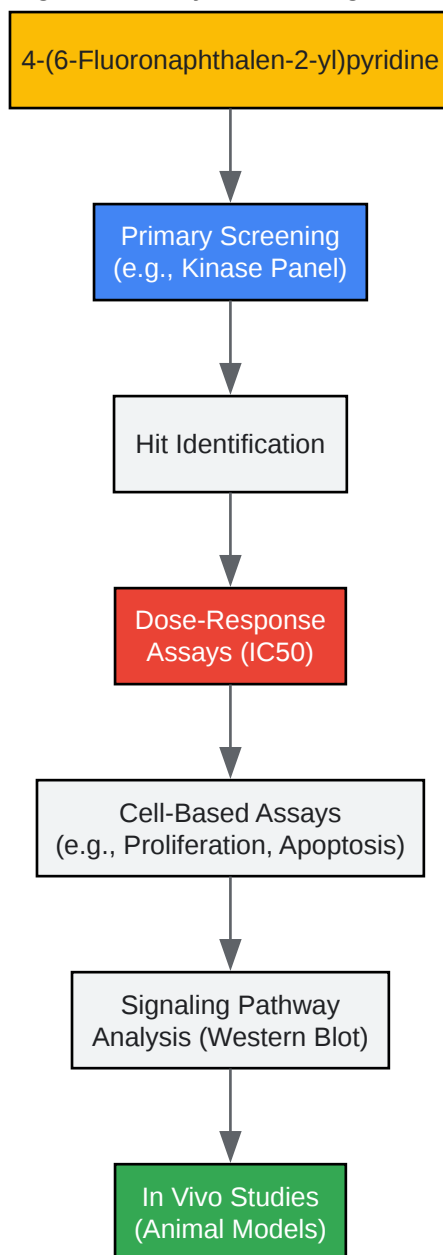 4-(6-Fluoronaphthalen-2-yl)pyridine
Primary Screening
(e.g., Kinase Panel)
Hit Identification
Dose-Response
Assays (IC50)
Cell-Based Assays
(e.g., Proliferation, Apoptosis)
Signaling Pathway
Analysis (Western Blot)
In Vivo Studies
(Animal Models)